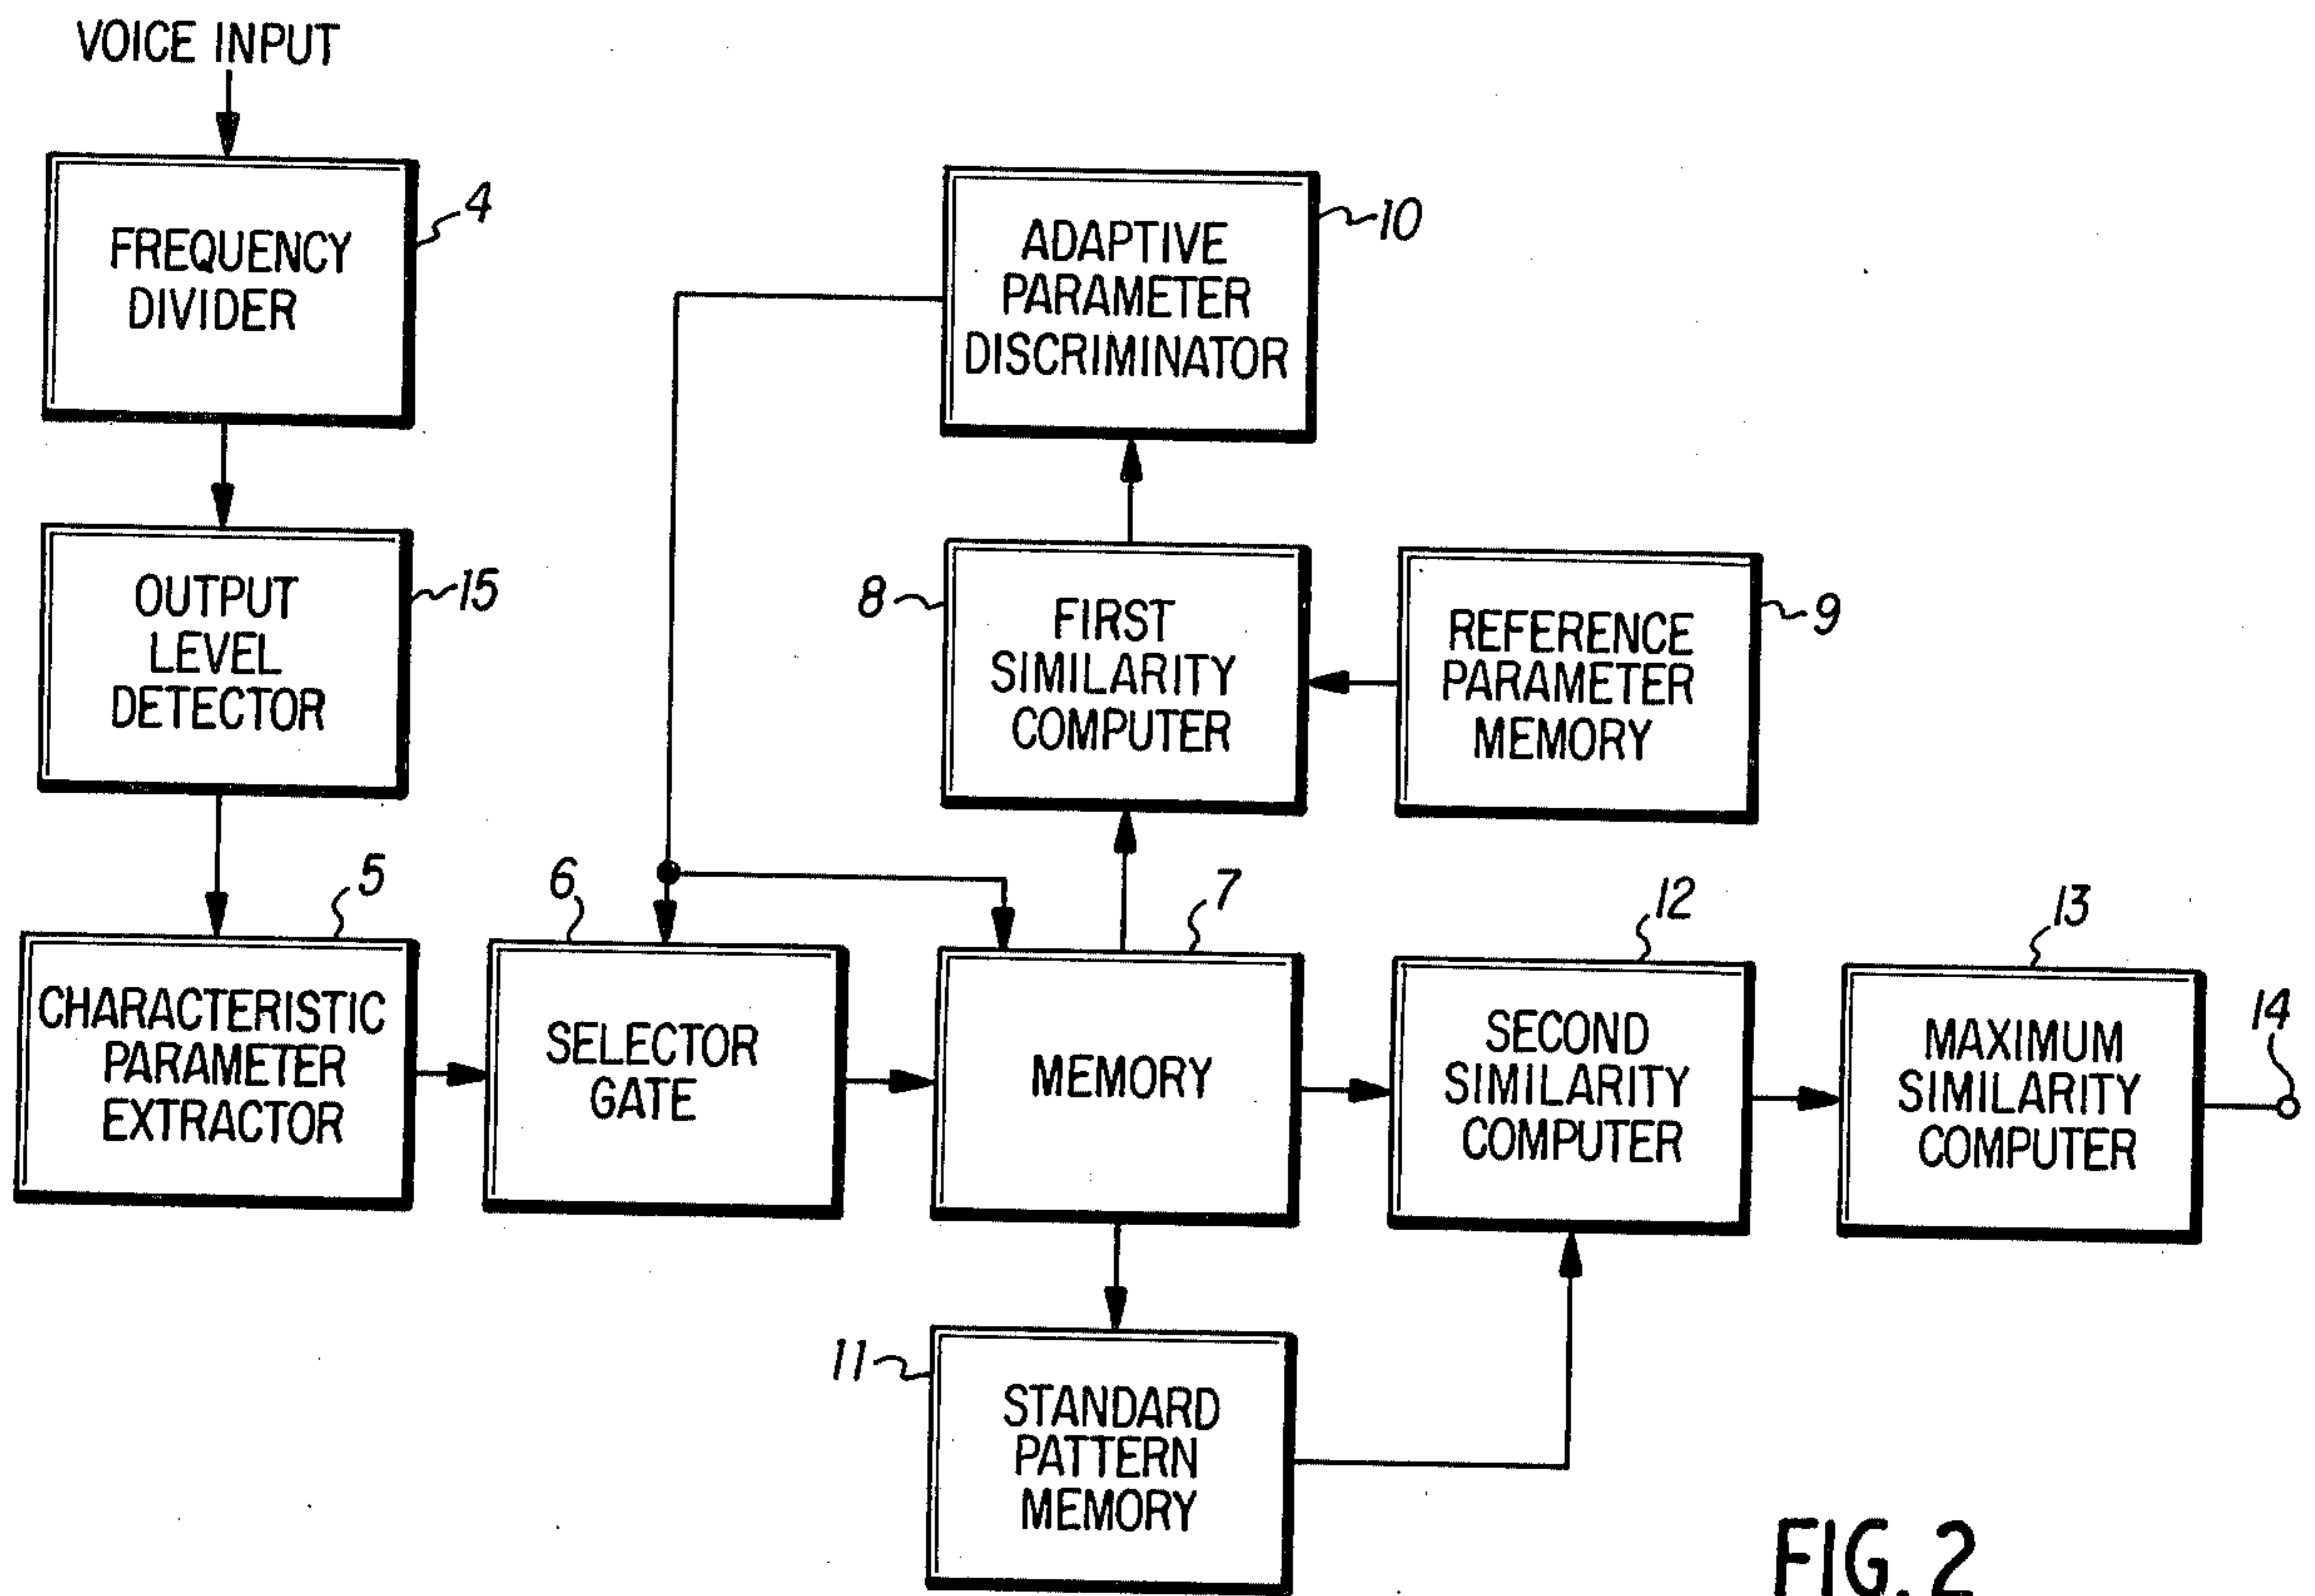 VOICE INPUT
FREQUENCY
DIVIDER
4
OUTPUT
LEVEL
DETECTOR
15
CHARACTERISTIC
PARAMETER
EXTRACTOR
5
SELECTOR
GATE
6
ADAPTIVE
PARAMETER
DISCRIMINATOR
10
FIRST
SIMILARITY
COMPUTER
8
REFERENCE
PARAMETER
MEMORY
9
MEMORY
7
SECOND
SIMILARITY
COMPUTER
12
MAXIMUM
SIMILARITY
COMPUTER
13
14
STANDARD
PATTERN
MEMORY
11
FIG. 2